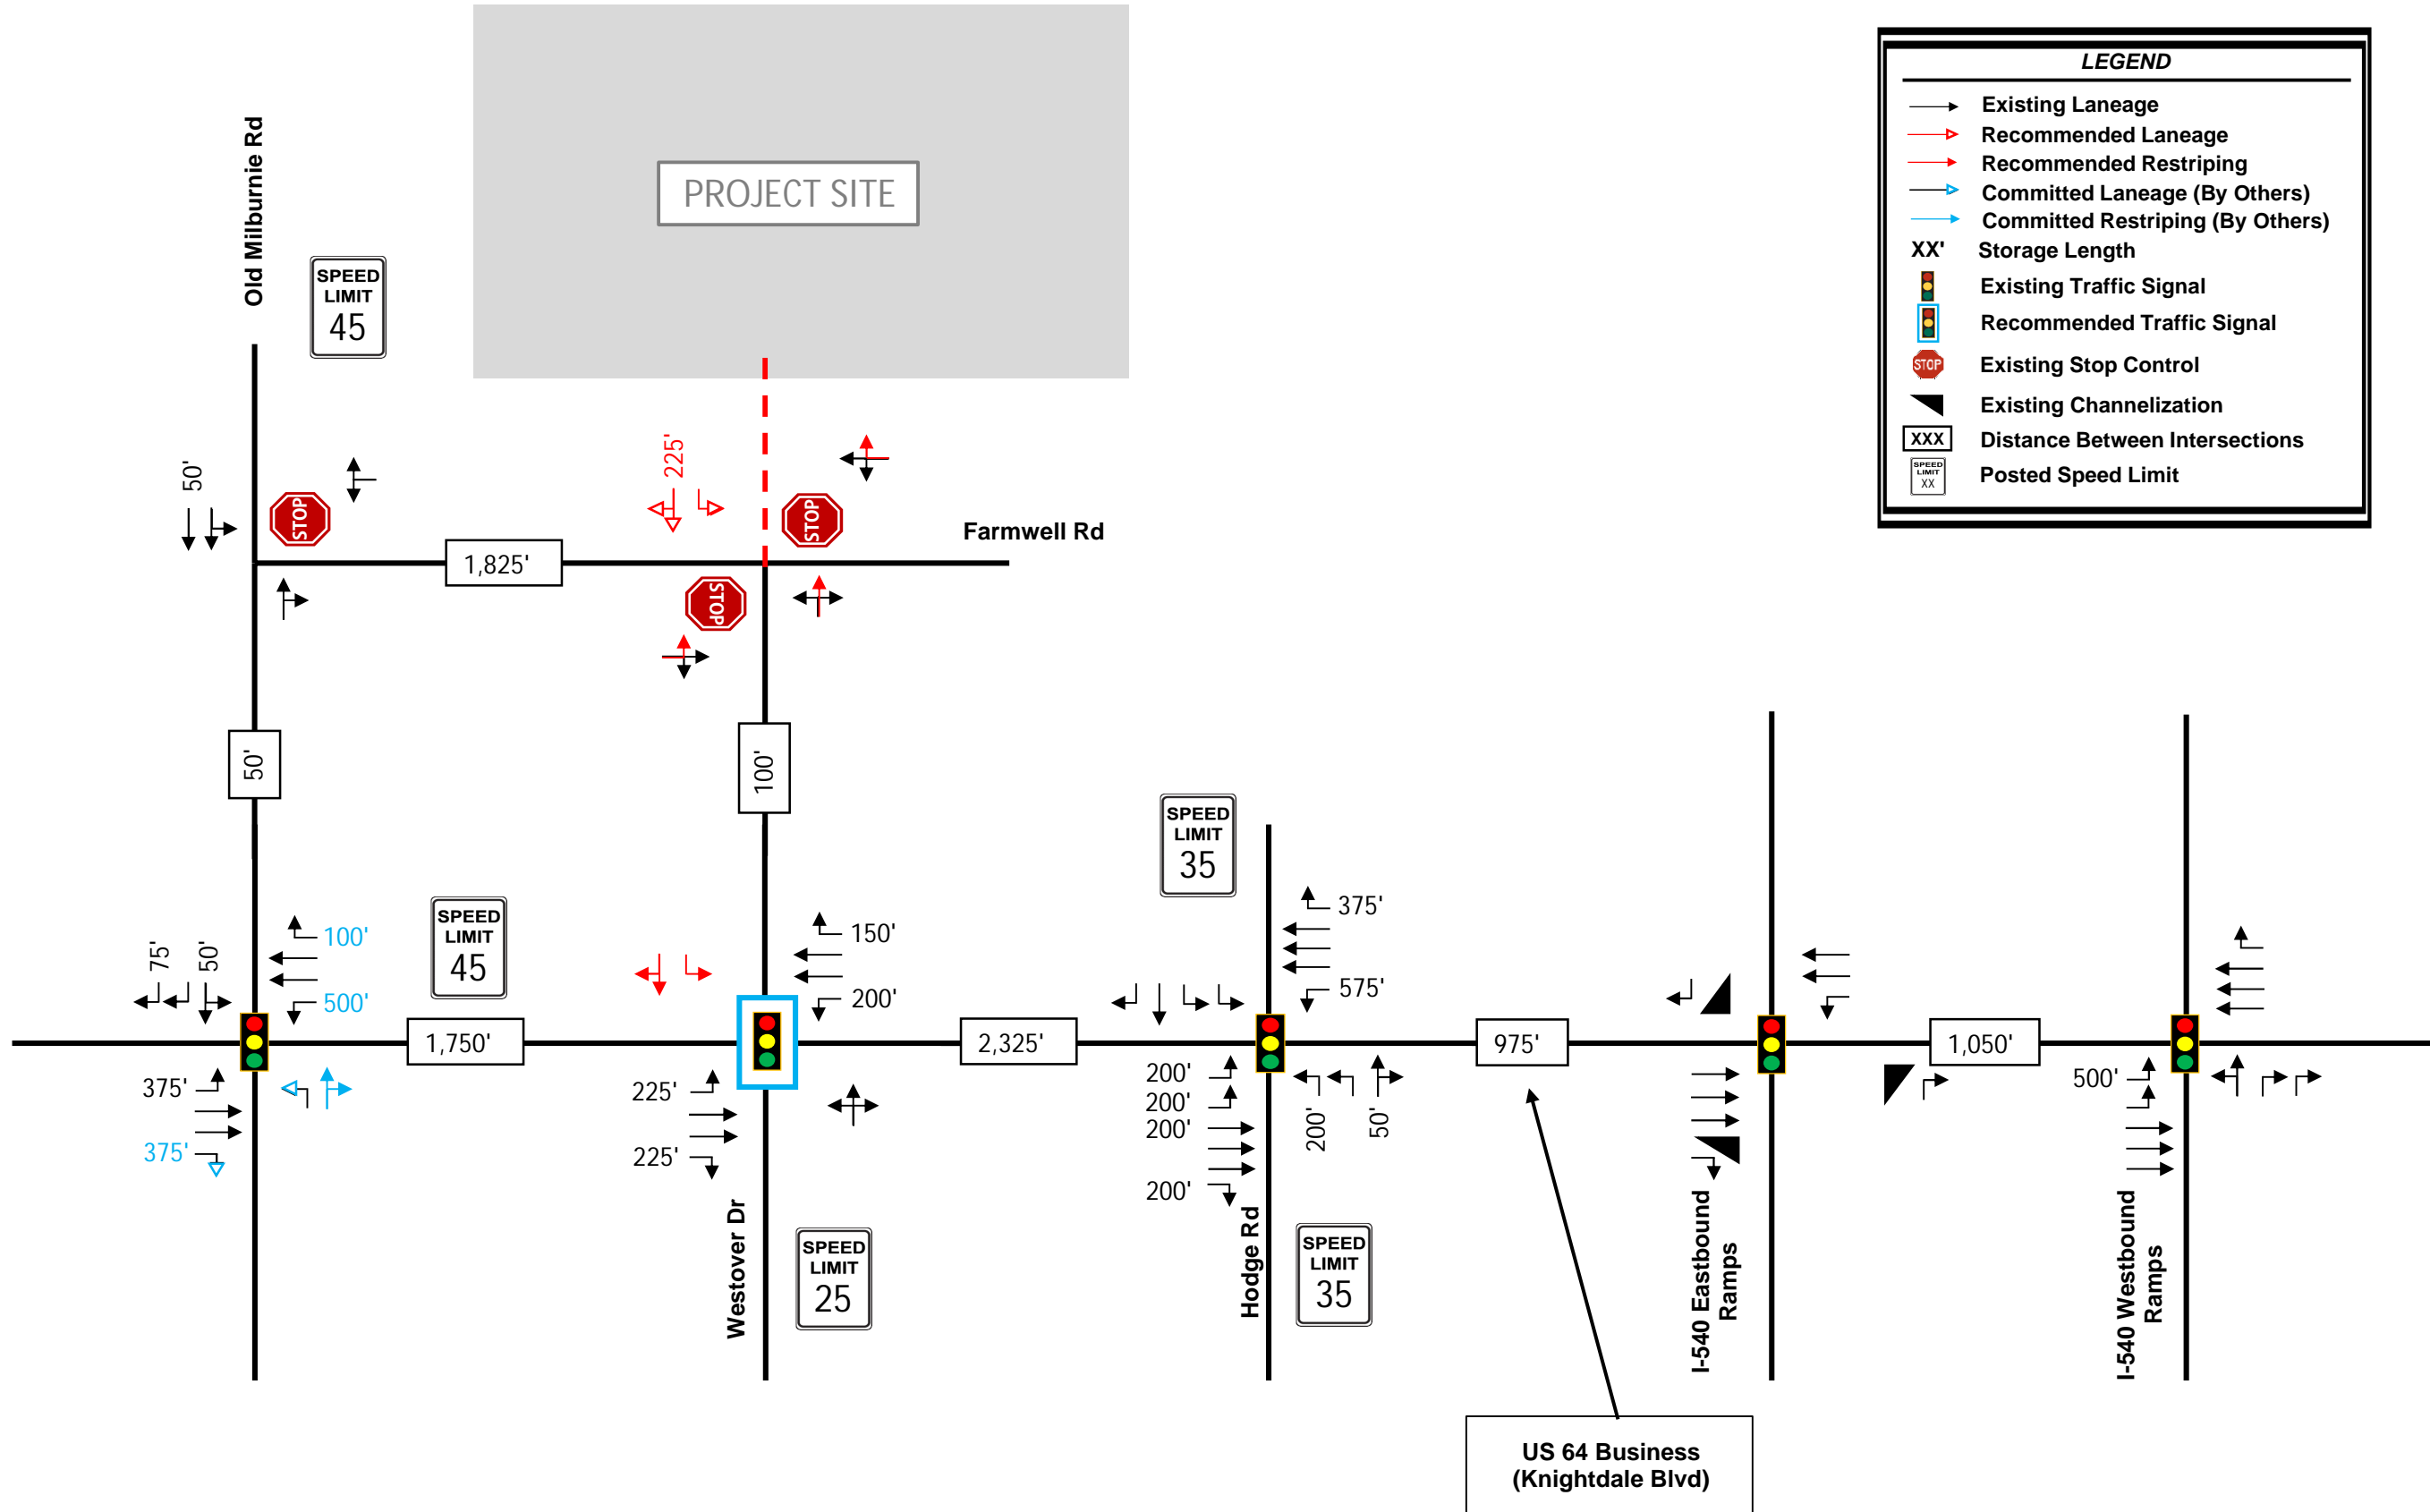 LEGEND
Existing Laneage
Recommended Laneage
Recommended Restriping
Committed Laneage (By Others)
Committed Restriping (By Others)
XX' Storage Length
Existing Traffic Signal
Recommended Traffic Signal
STOP Existing Stop Control
Existing Channelization
XXX Distance Between Intersections
SPEED
LIMIT
XX
Posted Speed Limit
PROJECT SITE
Old Milburnie Rd
SPEED
LIMIT
45
50'
STOP
225'
STOP
Farmwell Rd
1,825'
STOP
50'
100'
SPEED
LIMIT
35
SPEED
LIMIT
45
75'
50'
100'
500'
150'
200'
375'
575'
1,750'
2,325'
975'
1,050'
375'
375'
225'
225'
200'
200'
200'
200'
200'
50'
500'
Westover Dr
SPEED
LIMIT
25
Hodge Rd
SPEED
LIMIT
35
I-540 Eastbound
Ramps
I-540 Westbound
Ramps
US 64 Business
(Knightdale Blvd)